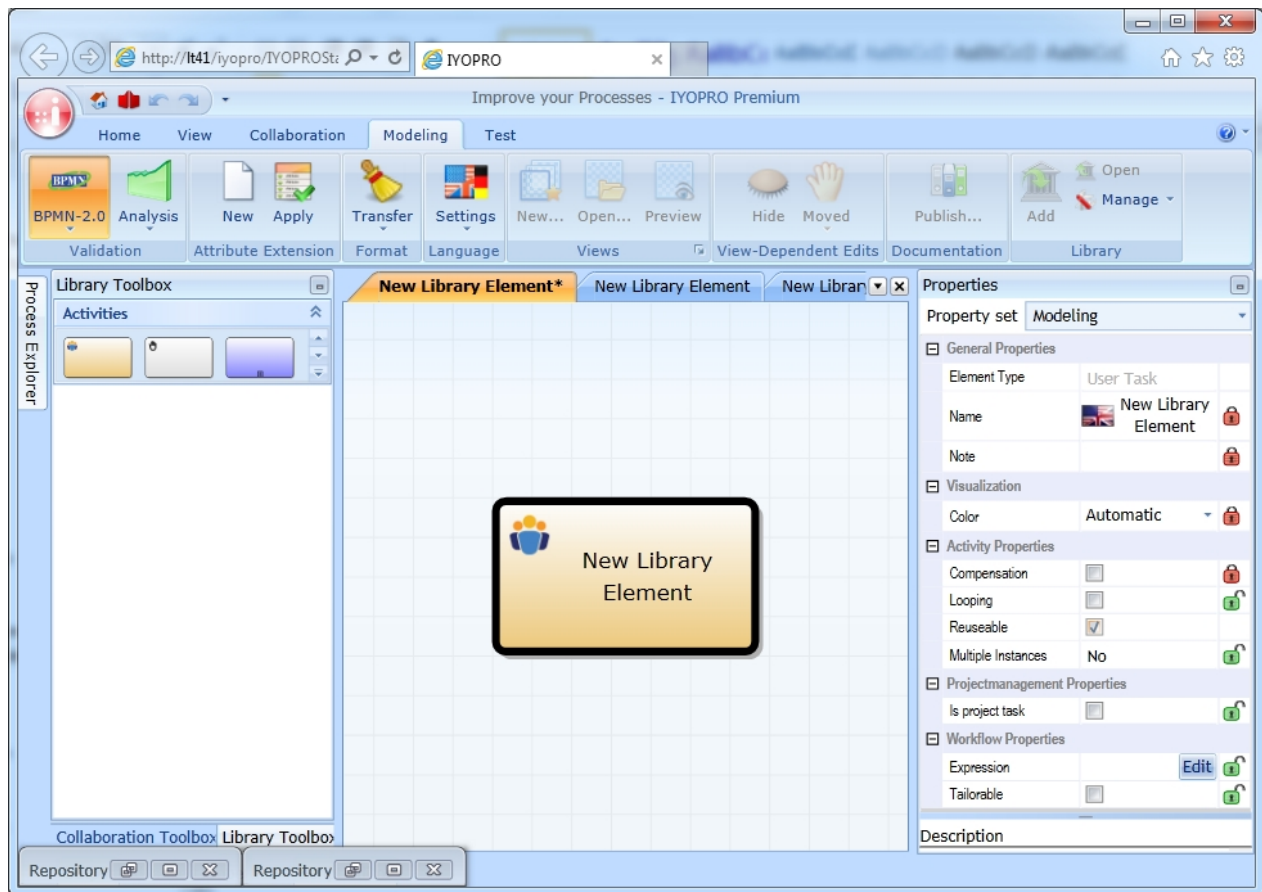 http://lt41/iyopro/IYOPROSta
IYOPRO
Improve your Processes - IYOPRO Premium
Home View Collaboration Modeling Test
BPMN
BPMN-2.0 Analysis New Apply Transfer Settings New... Open... Preview Hide Moved Publish... Add Open
Manage
Validation Attribute Extension Format Language Views View-Dependent Edits Documentation Library
Process Explorer
Library Toolbox
Activities
New Library Element* New Library Element New Librar
New Library
Element
Properties
Property set Modeling
General Properties
Element Type User Task
Name New Library
Element
Note
Visualization
Color Automatic
Activity Properties
Compensation
Looping
Reuseable
Multiple Instances No
Projectmanagement Properties
Is project task
Workflow Properties
Expression Edit
Tailorable
Description
Collaboration Toolbox Library Toolbox
Repository Repository